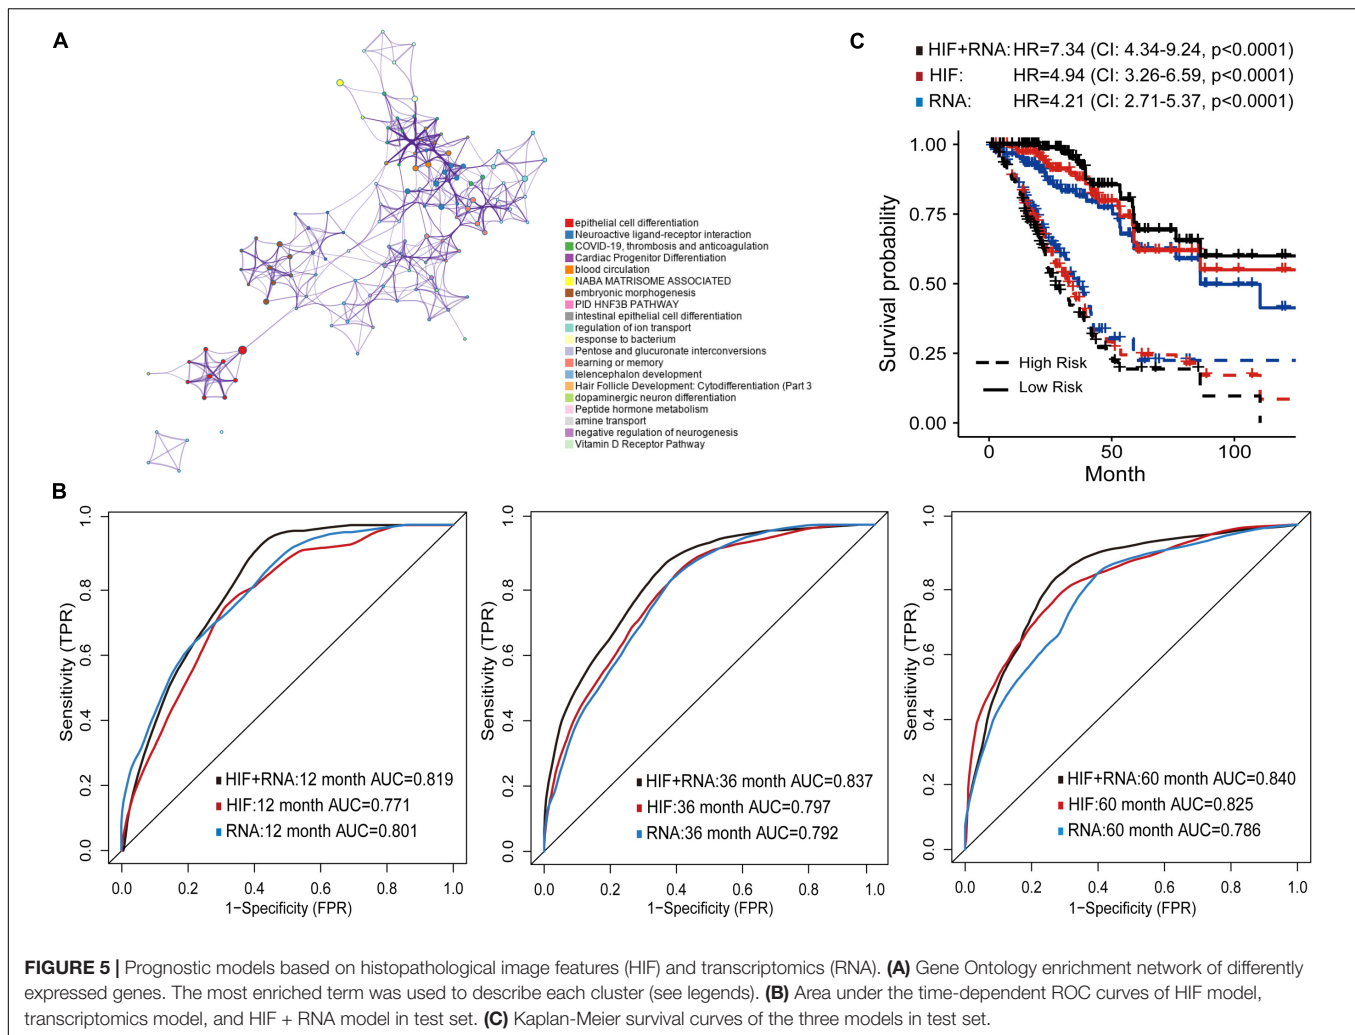 A
epithelial cell differentiation
Neuroactive ligand-receptor interaction
COVID-19, thrombosis and anticoagulation
Cardiac Progenitor Differentiation
blood circulation
NABA MATRISOME ASSOCIATED
embryonic morphogenesis
PID HNF3B PATHWAY
intestinal epithelial cell differentiation
regulation of ion transport
response to bacterium
Pentose and glucuronate interconversions
learning or memory
telencephalon development
Hair Follicle Development: Cytodifferentiation (Part 3
dopaminergic neuron differentiation
Peptide hormone metabolism
amine transport
negative regulation of neurogenesis
Vitamin D Receptor Pathway
C
HIF+RNA: HR=7.34 (CI: 4.34-9.24, p<0.0001)
HIF: HR=4.94 (CI: 3.26-6.59, p<0.0001)
RNA: HR=4.21 (CI: 2.71-5.37, p<0.0001)
Survival probability
1.00
0.75
0.50
0.25
0.00
High Risk
Low Risk
0 50 100
Month
B
Sensitivity (TPR)
1.0
0.8
0.6
0.4
0.2
0.0
HIF+RNA:12 month AUC=0.819
HIF:12 month AUC=0.771
RNA:12 month AUC=0.801
0.0 0.2 0.4 0.6 0.8 1.0
1−Specificity (FPR)
Sensitivity (TPR)
1.0
0.8
0.6
0.4
0.2
0.0
HIF+RNA:36 month AUC=0.837
HIF:36 month AUC=0.797
RNA:36 month AUC=0.792
0.0 0.2 0.4 0.6 0.8 1.0
1−Specificity (FPR)
Sensitivity (TPR)
1.0
0.8
0.6
0.4
0.2
0.0
HIF+RNA:60 month AUC=0.840
HIF:60 month AUC=0.825
RNA:60 month AUC=0.786
0.0 0.2 0.4 0.6 0.8 1.0
1−Specificity (FPR)
FIGURE 5 | Prognostic models based on histopathological image features (HIF) and transcriptomics (RNA). (A) Gene Ontology enrichment network of differently
expressed genes. The most enriched term was used to describe each cluster (see legends). (B) Area under the time-dependent ROC curves of HIF model,
transcriptomics model, and HIF + RNA model in test set. (C) Kaplan-Meier survival curves of the three models in test set.